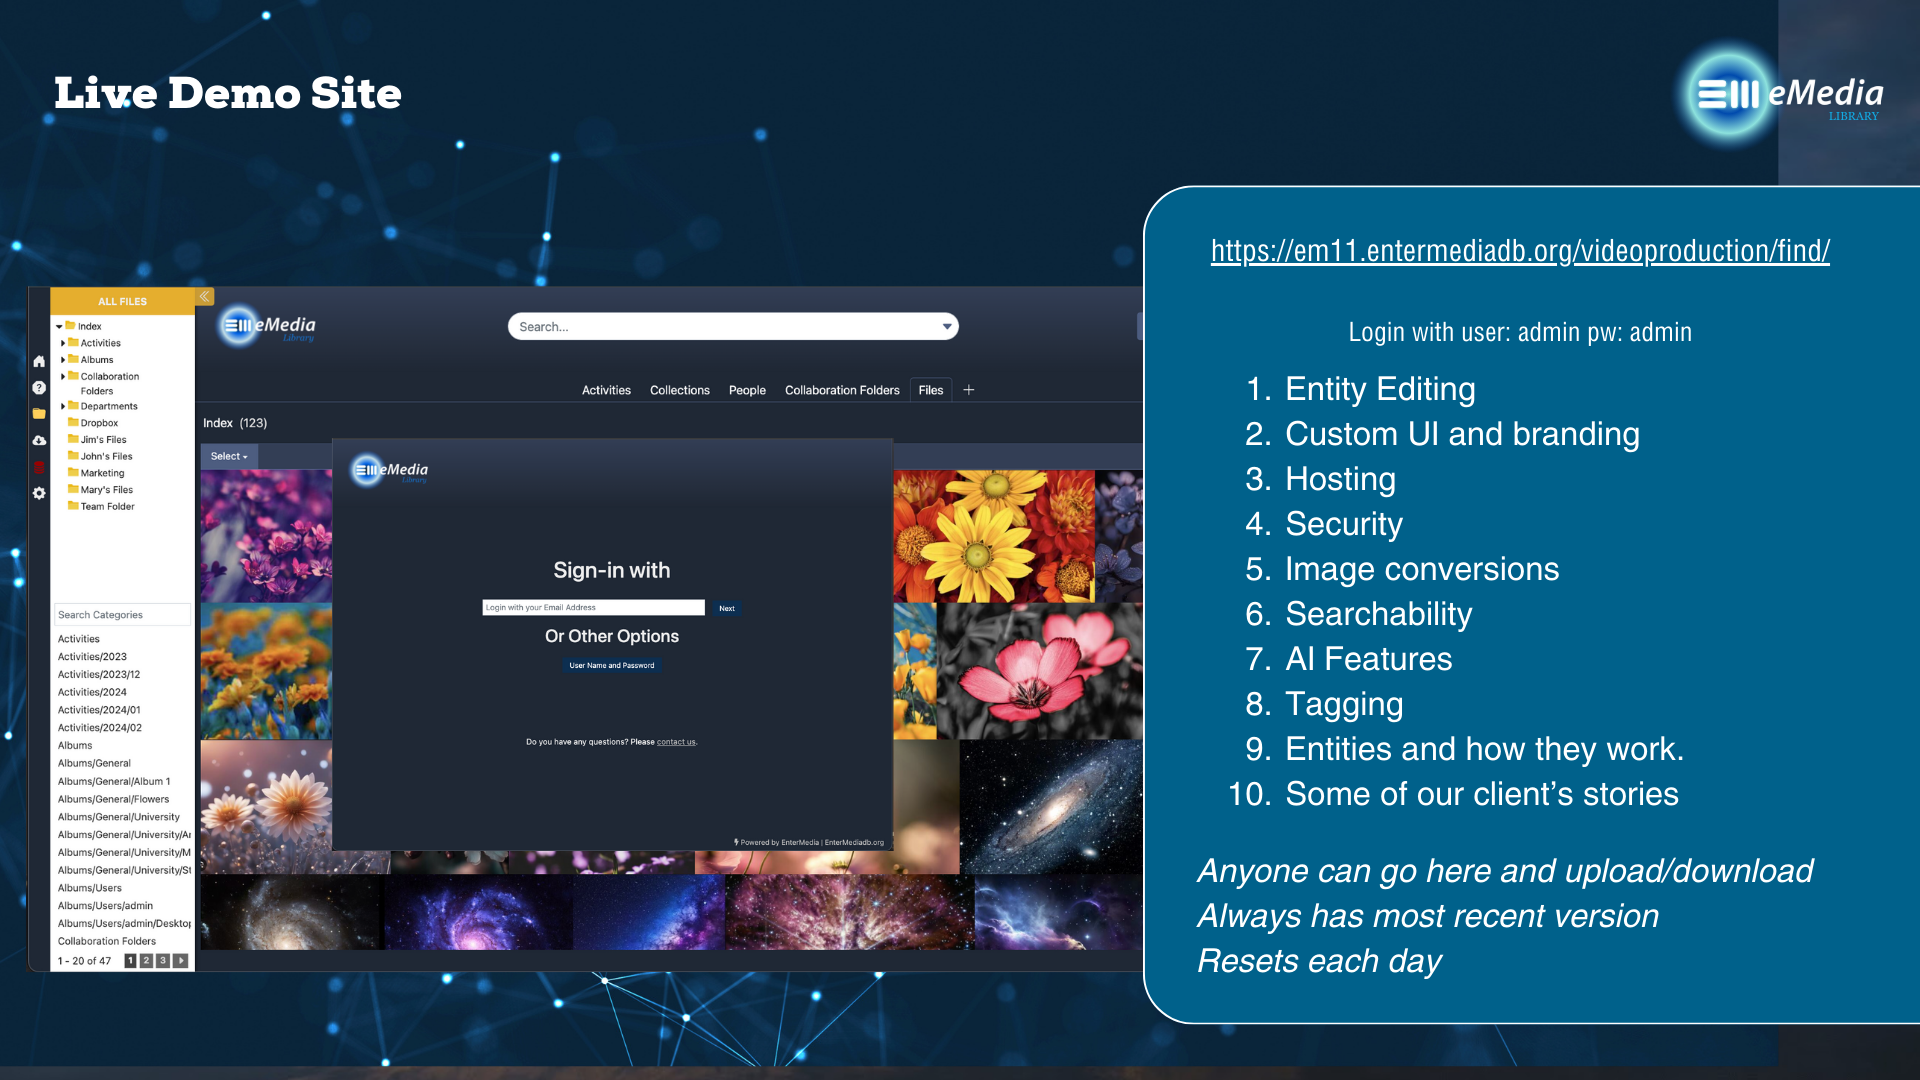 Live Demo Site
eMedia
LIBRARY
https://em11.entermediadb.org/videoproduction/find/
Login with user: admin pw: admin
1. Entity Editing
2. Custom UI and branding
3. Hosting
4. Security
5. Image conversions
6. Searchability
7. AI Features
8. Tagging
9. Entities and how they work.
10. Some of our client’s stories
Anyone can go here and upload/download
Always has most recent version
Resets each day
ALL FILES
Index
Activities
Albums
Collaboration
Folders
Departments
Dropbox
Jim's Files
John's Files
Marketing
Mary's Files
Team Folder
Search Categories
Activities
Activities/2023
Activities/2023/12
Activities/2024
Activities/2024/01
Activities/2024/02
Albums
Albums/General
Albums/General/Album 1
Albums/General/Flowers
Albums/General/University
Albums/General/University/Ar
Albums/General/University/M
Albums/General/University/St
Albums/Users
Albums/Users/admin
Albums/Users/admin/Desktop
Collaboration Folders
1 - 20 of 47 1 2 3
eMedia
Library
Search...
Activities Collections People Collaboration Folders Files +
Index (123)
Select
eMedia
Library
Sign-in with
Login with your Email Address Next
Or Other Options
User Name and Password
Do you have any questions? Please contact us.
Powered by EnterMedia | EnterMediadb.org